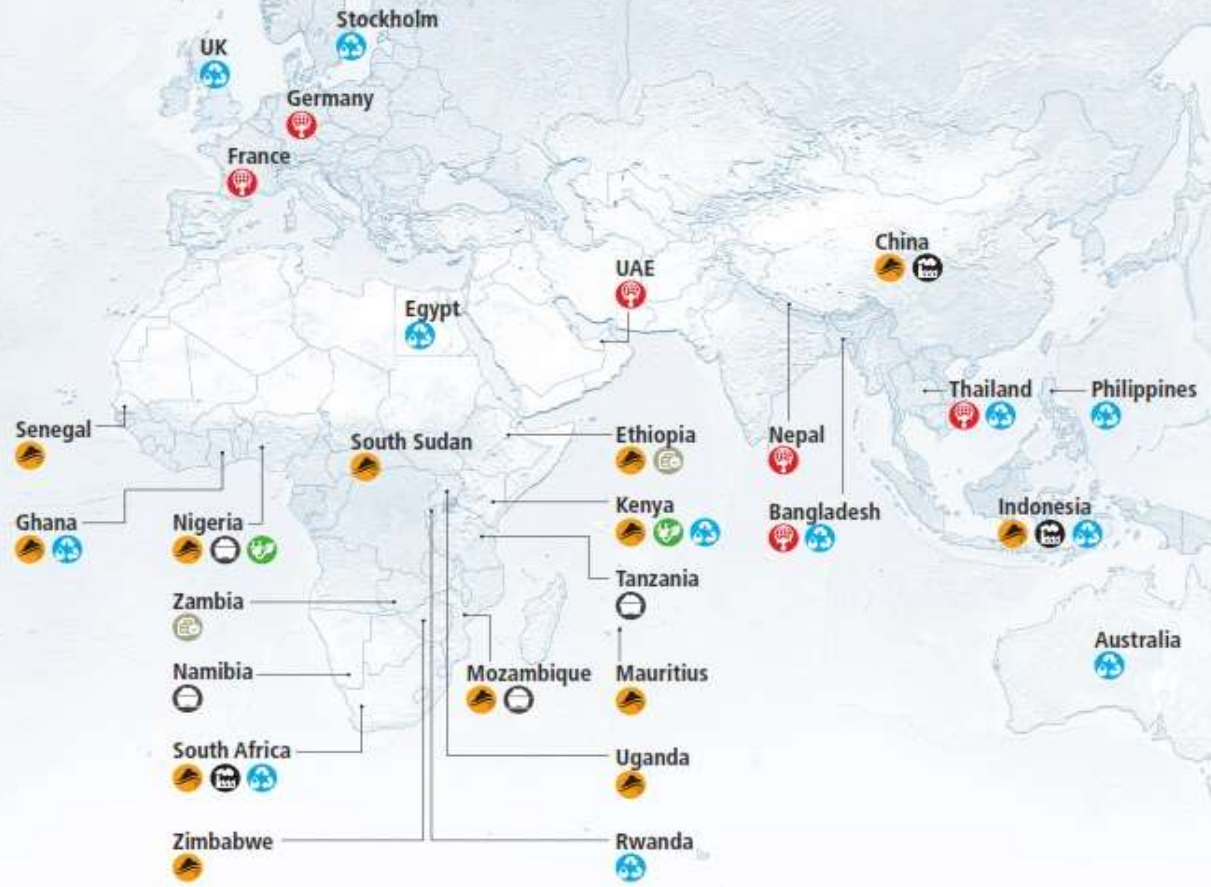 Stockholm
UK
Germany
France
China
UAE
Egypt
Thailand
Philippines
Senegal
South Sudan
Ethiopia
Nepal
Ghana
Nigeria
Kenya
Bangladesh
Indonesia
Tanzania
Zambia
Australia
Namibia
Mozambique
Mauritius
South Africa
Uganda
Zimbabwe
Rwanda